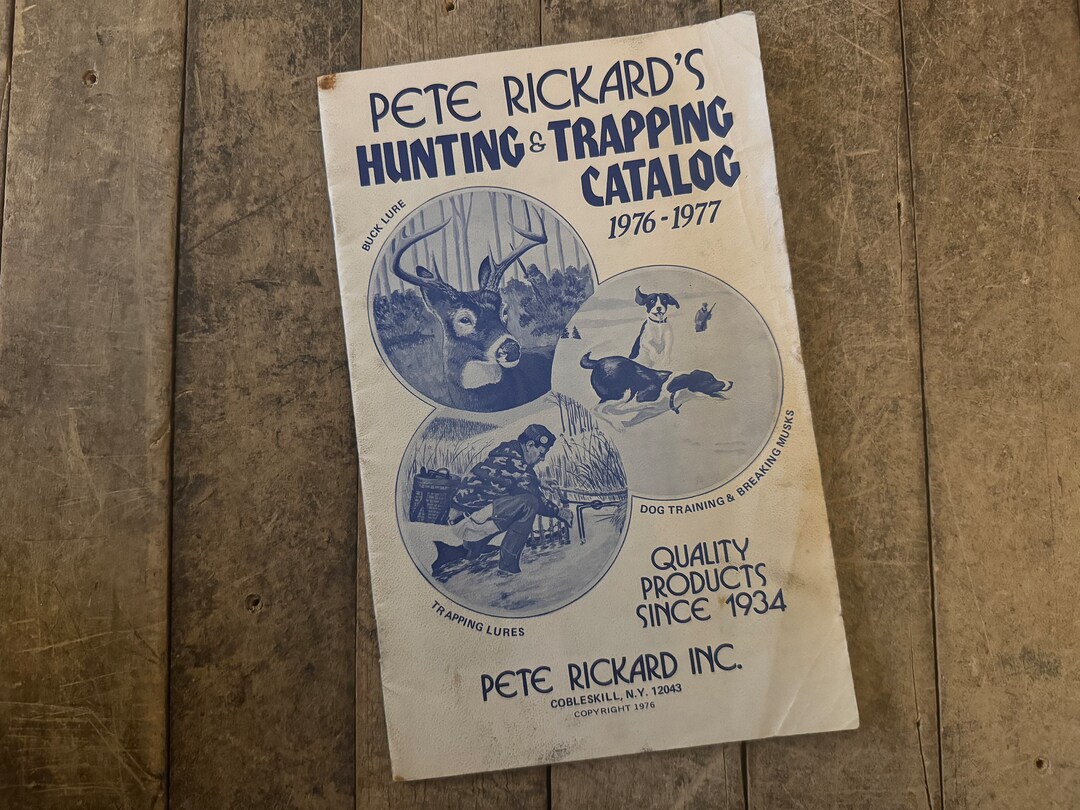 PETE RICKARD'S
HUNTING & TRAPPING
CATALOG
1976-1977
BUCK LURE
DOG TRAINING & BREAKING MUSKS
TRAPPING LURES
QUALITY
PRODUCTS
SINCE 1934
PETE RICKARD INC.
COBLESKILL, N.Y. 12043
COPYRIGHT 1976